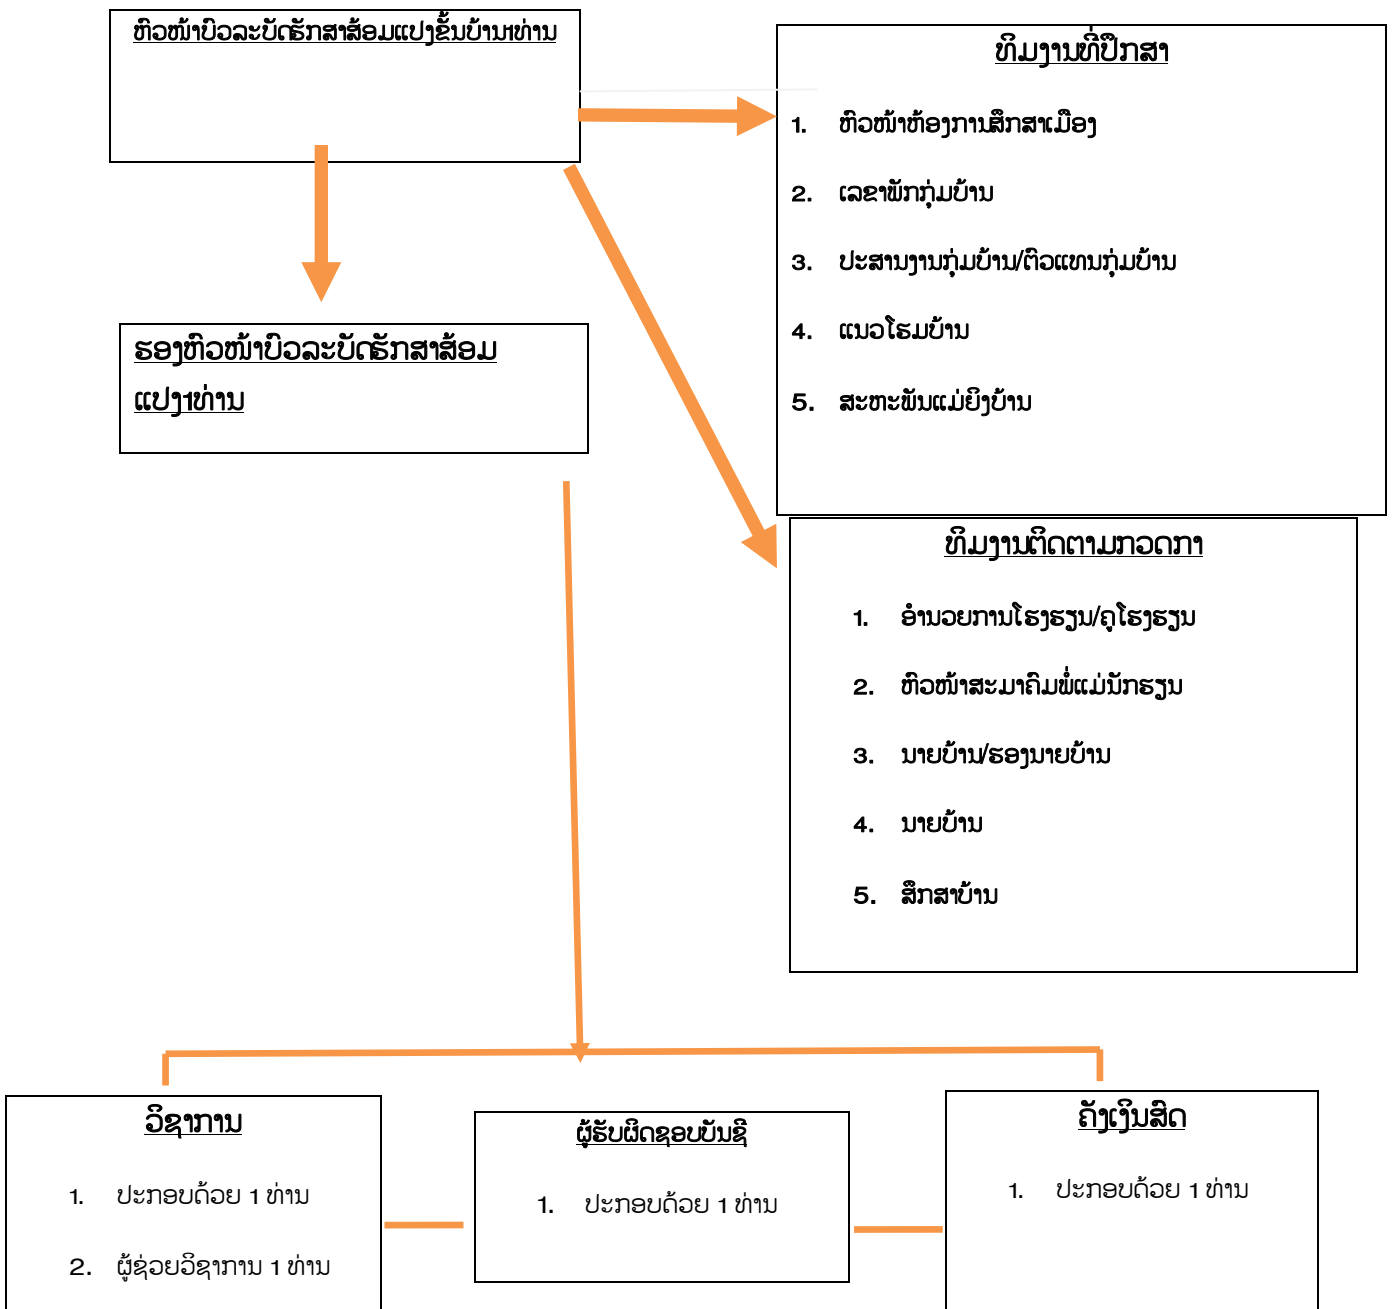 ຫົວໜ້າບົວລະບັດຮັກສາສ້ອມແປງຂັ້ນບ້ານ1ທ່ານ
ທິມງານທີ່ປຶກສາ
1. ຫົວໜ້າຫ້ອງການສຶກສາເມືອງ
2. ເລຂາພັກກຸ່ມບ້ານ
3. ປະສານງານກຸ່ມບ້ານ/ຕົວແທນກຸ່ມບ້ານ
4. ແນວໂຮມບ້ານ
5. ສະຫະພັນແມ່ຍິງບ້ານ
ຮອງຫົວໜ້າບົວລະບັດຮັກສາສ້ອມ
ແປງ1ທ່ານ
ທິມງານຕິດຕາມກວດກາ
1. ອຳນວຍການໂຮງຮຽນ/ຄູໂຮງຮຽນ
2. ຫົວໜ້າສະມາຄົມພໍ່ແມ່ນັກຮຽນ
3. ນາຍບ້ານ/ຮອງນາຍບ້ານ
4. ນາຍບ້ານ
5. ສຶກສາບ້ານ
ວິຊາການ
1. ປະກອບດ້ວຍ 1 ທ່ານ
2. ຜູ້ຊ່ວຍວິຊາການ 1 ທ່ານ
ຜູ້ຮັບຜິດຊອບບັນຊີ
1. ປະກອບດ້ວຍ 1 ທ່ານ
ຄັງເງິນສົດ
1. ປະກອບດ້ວຍ 1 ທ່ານ